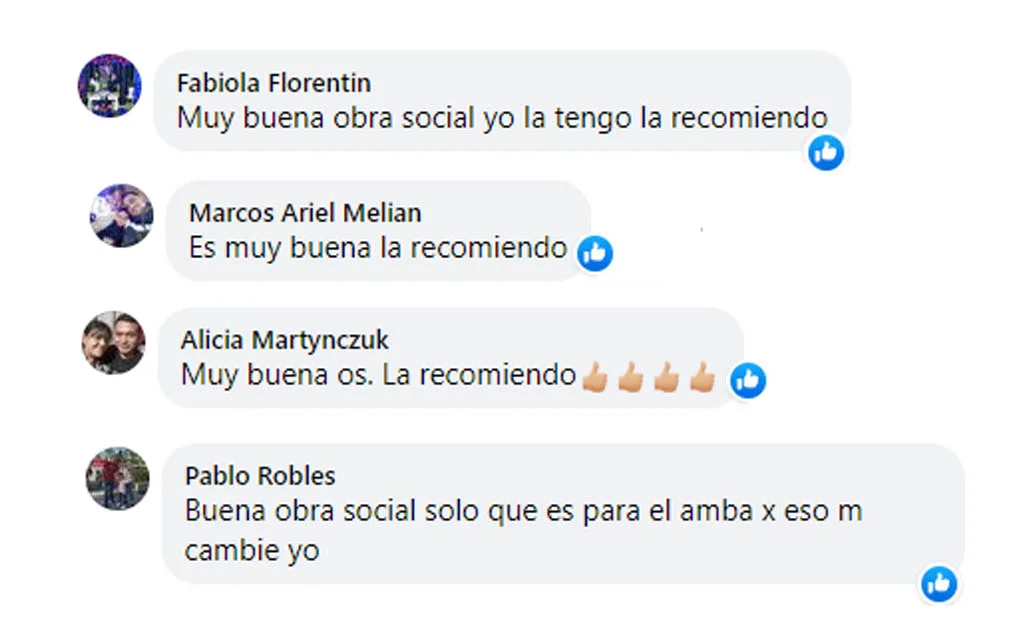 Fabiola Florentin
Muy buena obra social yo la tengo la recomiendo
Marcos Ariel Melian
Es muy buena la recomiendo
Alicia Martynczuk
Muy buena os. La recomiendo👍🏼👍🏼👍🏼👍🏼
Pablo Robles
Buena obra social solo que es para el amba x eso m
cambie yo